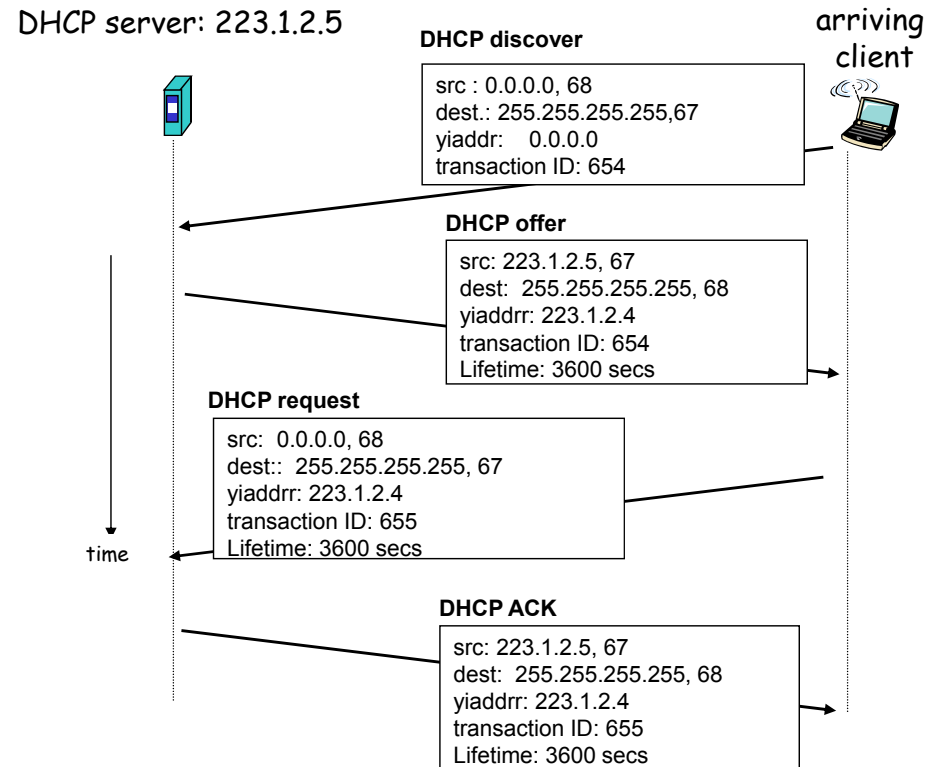 DHCP server: 223.1.2.5
arriving
client
DHCP discover
src : 0.0.0.0, 68
dest.: 255.255.255.255,67
yiaddr: 0.0.0.0
transaction ID: 654
DHCP offer
src: 223.1.2.5, 67
dest: 255.255.255.255, 68
yiaddrr: 223.1.2.4
transaction ID: 654
Lifetime: 3600 secs
DHCP request
src: 0.0.0.0, 68
dest:: 255.255.255.255, 67
yiaddrr: 223.1.2.4
transaction ID: 655
Lifetime: 3600 secs
time
DHCP ACK
src: 223.1.2.5, 67
dest: 255.255.255.255, 68
yiaddrr: 223.1.2.4
transaction ID: 655
Lifetime: 3600 secs